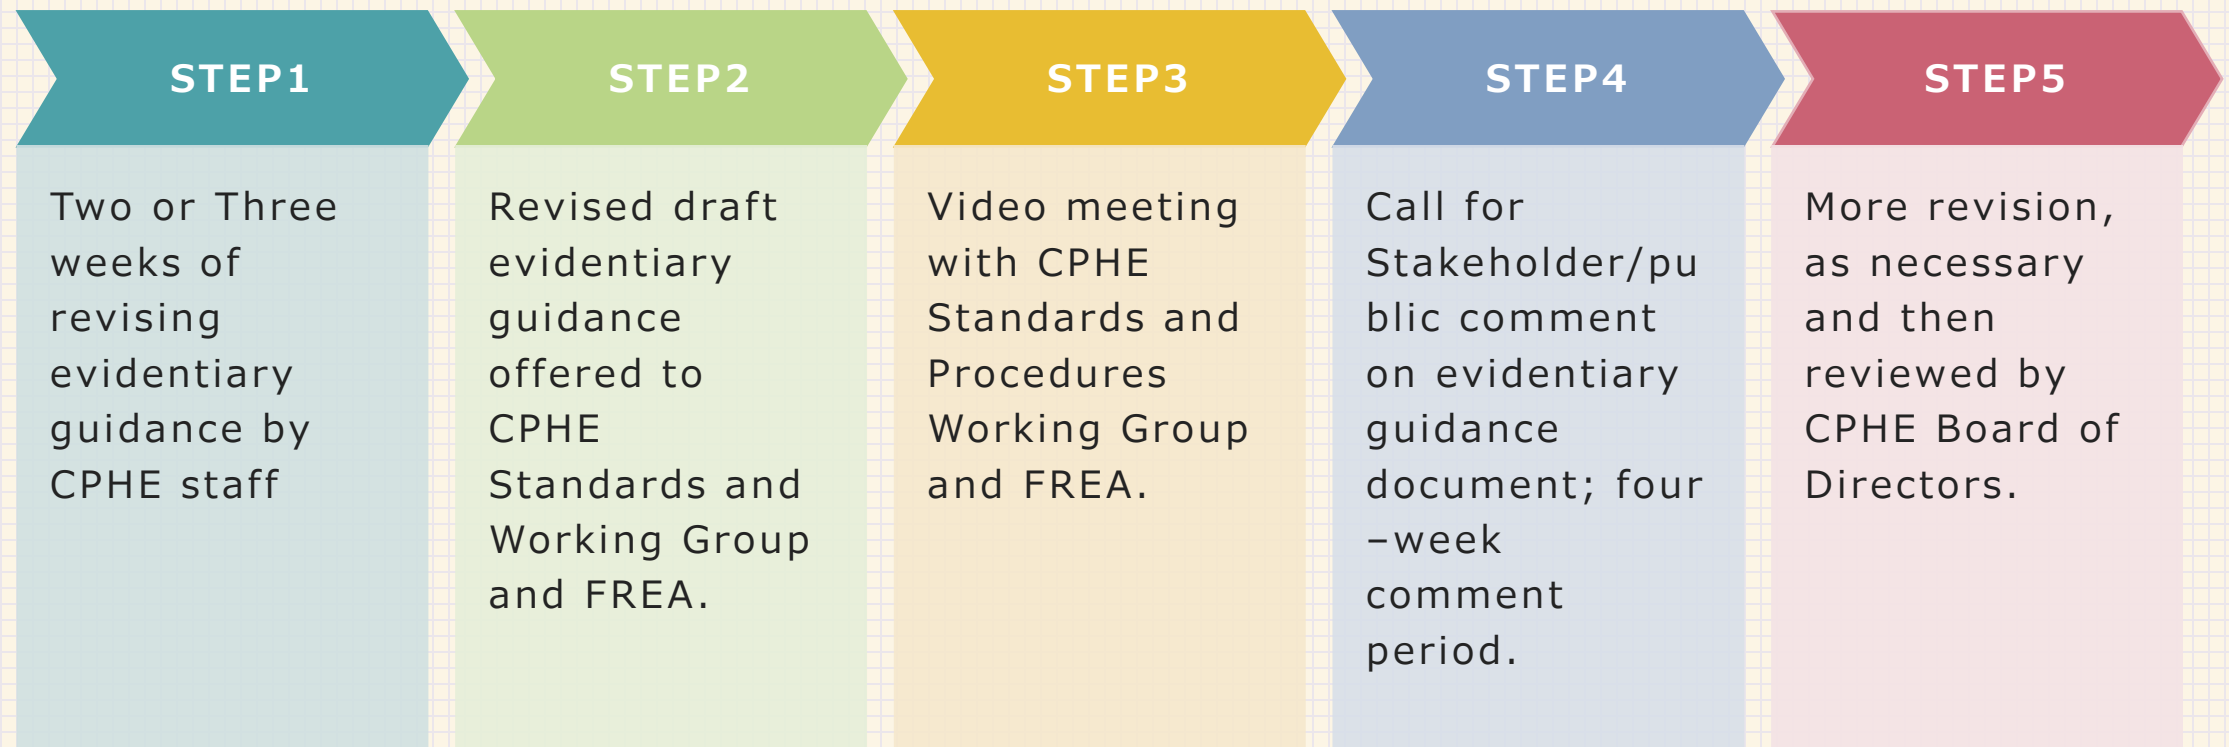 STEP1
Two or Three
weeks of
revising
evidentiary
guidance by
CPHE staff
STEP2
Revised draft
evidentiary
guidance
offered to
CPHE
Standards and
Working Group
and FREA.
STEP3
Video meeting
with CPHE
Standards and
Procedures
Working Group
and FREA.
STEP4
Call for
Stakeholder/pu
blic comment
on evidentiary
guidance
document; four
–week
comment
period.
STEP5
More revision,
as necessary
and then
reviewed by
CPHE Board of
Directors.